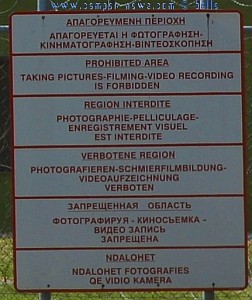 ΑΠΑΓΟΡΕΥΜΕΝΗ ΠΕΡΙΟΧΗ
ΑΠΑΓΟΡΕΥΕΤΑΙ Η ΦΩΤΟΓΡΑΦΗΣΗ-
ΚΙΝΗΜΑΤΟΓΡΑΦΗΣΗ-ΒΙΝΤΕΟΣΚΟΠΗΣΗ
PROHIBITED AREA
TAKING PICTURES-FILMING-VIDEO RECORDING
IS FORBIDDEN
REGION INTERDITE
PHOTOGRAPHIE-PELLICULAGE-
ENREGISTREMENT VISUEL
EST INTERDITE
VERBOTENE REGION
PHOTOGRAFIEREN-SCHMIERFILMBILDUNG-
VIDEOAUFZEICHNUNG
VERBOTEN
ЗАПРЕЩЕННАЯ ОБЛАСТЬ
ФОТОГРАФИРУЯ - КИНОСЪЕМКА -
ВИДЕО ЗАПИСЬ
ЗАПРЕЩЕНА
NDALOHET
NDALOHET FOTOGRAFIES
QE VIDIO KAMERA